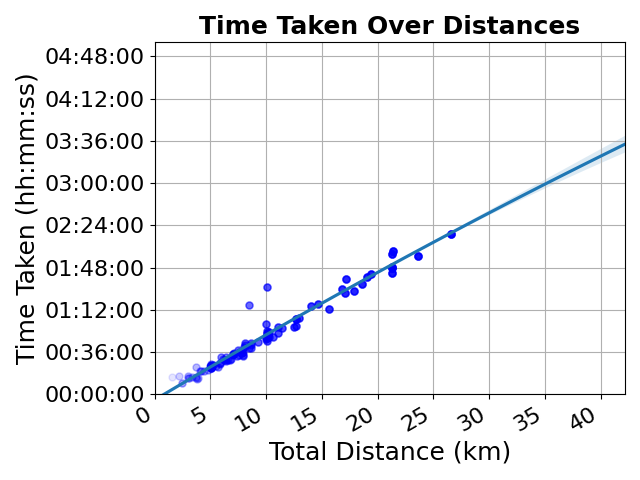 Time Taken Over Distances
04:48:00
04:12:00
03:36:00
03:00:00
02:24:00
01:48:00
01:12:00
00:36:00
00:00:00
Time Taken (hh:mm:ss)
0 5 10 15 20 25 30 35 40
Total Distance (km)